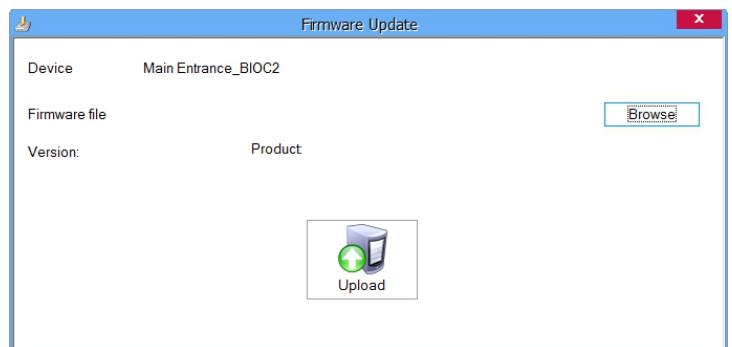 Firmware Update
x
Device Main Entrance_BIOC2
Firmware file Browse
Version: Product:
Upload